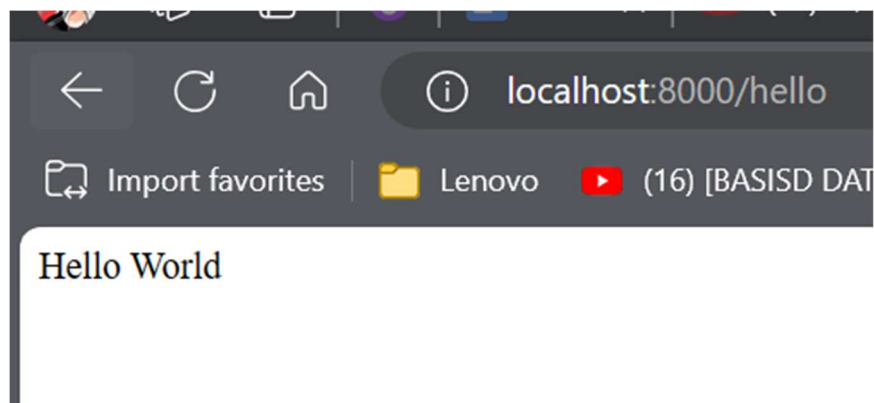 localhost:8000/hello
Import favorites Lenovo (16) [BASISD DAT
Hello World